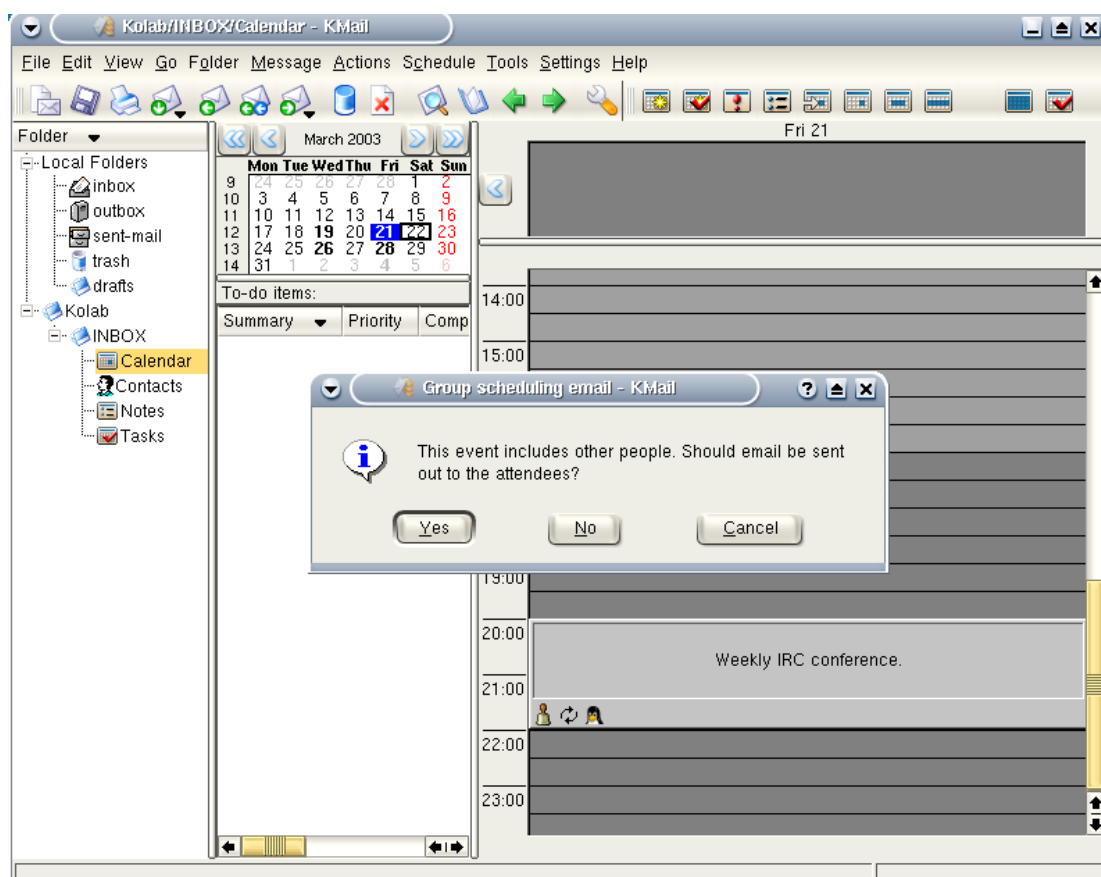 Kolab/INBOX/Calendar - KMail
File Edit View Go Folder Message Actions Schedule Tools Settings Help
Folder
Local Folders
inbox
outbox
sent-mail
trash
drafts
Kolab
INBOX
Calendar
Contacts
Notes
Tasks
March 2003
Mon Tue Wed Thu Fri Sat Sun
9 24 25 26 27 28 1 2
10 3 4 5 6 7 8 9
11 10 11 12 13 14 15 16
12 17 18 19 20 21 22 23
13 24 25 26 27 28 29 30
14 31 1 2 3 4 5 6
To-do items:
Summary Priority Comp
Fri 21
14:00
15:00
Group scheduling email - KMail
This event includes other people. Should email be sent
out to the attendees?
Yes No Cancel
19:00
20:00
Weekly IRC conference.
21:00
22:00
23:00